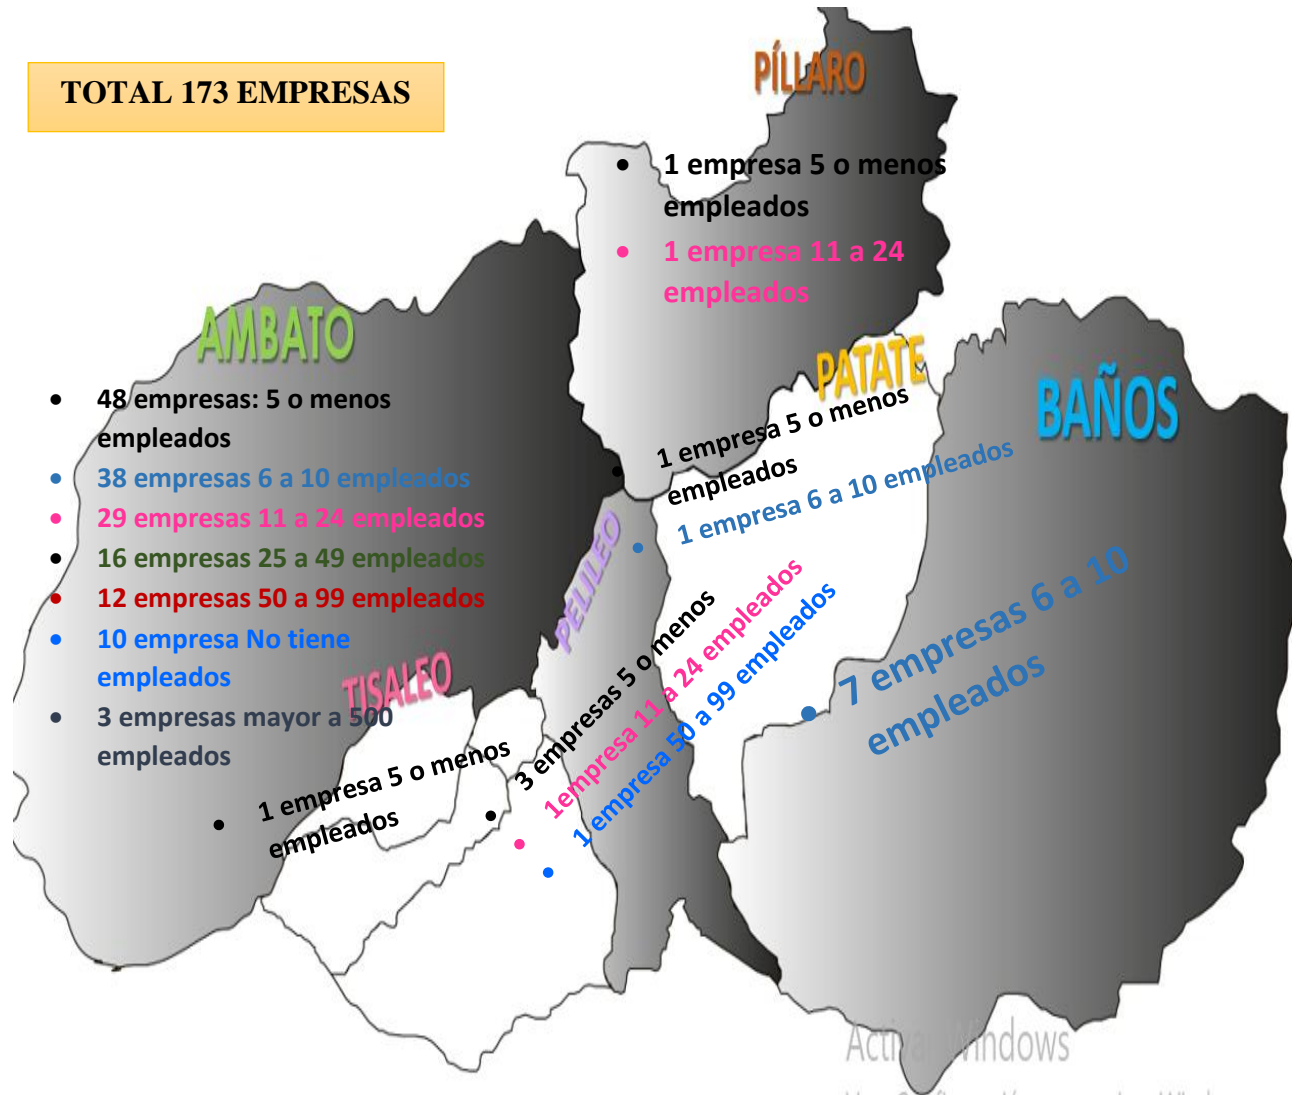 TOTAL 173 EMPRESAS
PÍLLARO
• 1 empresa 5 o menos
empleados
• 1 empresa 11 a 24
empleados
AMBATO
• 48 empresas: 5 o menos
empleados
• 38 empresas 6 a 10 empleados
• 29 empresas 11 a 24 empleados
• 16 empresas 25 a 49 empleados
• 12 empresas 50 a 99 empleados
• 10 empresa No tiene
empleados
• 3 empresas mayor a 500
empleados
PATATE
• 1 empresa 5 o menos
empleados
• 1 empresa 6 a 10 empleados
BAÑOS
• 7 empresas 6 a 10
empleados
PELILEO
• 3 empresas 5 o menos
• 1empresa 11 a 24 empleados
• 1 empresa 50 a 99 empleados
TISALEO
• 1 empresa 5 o menos
empleados
Activar Windows